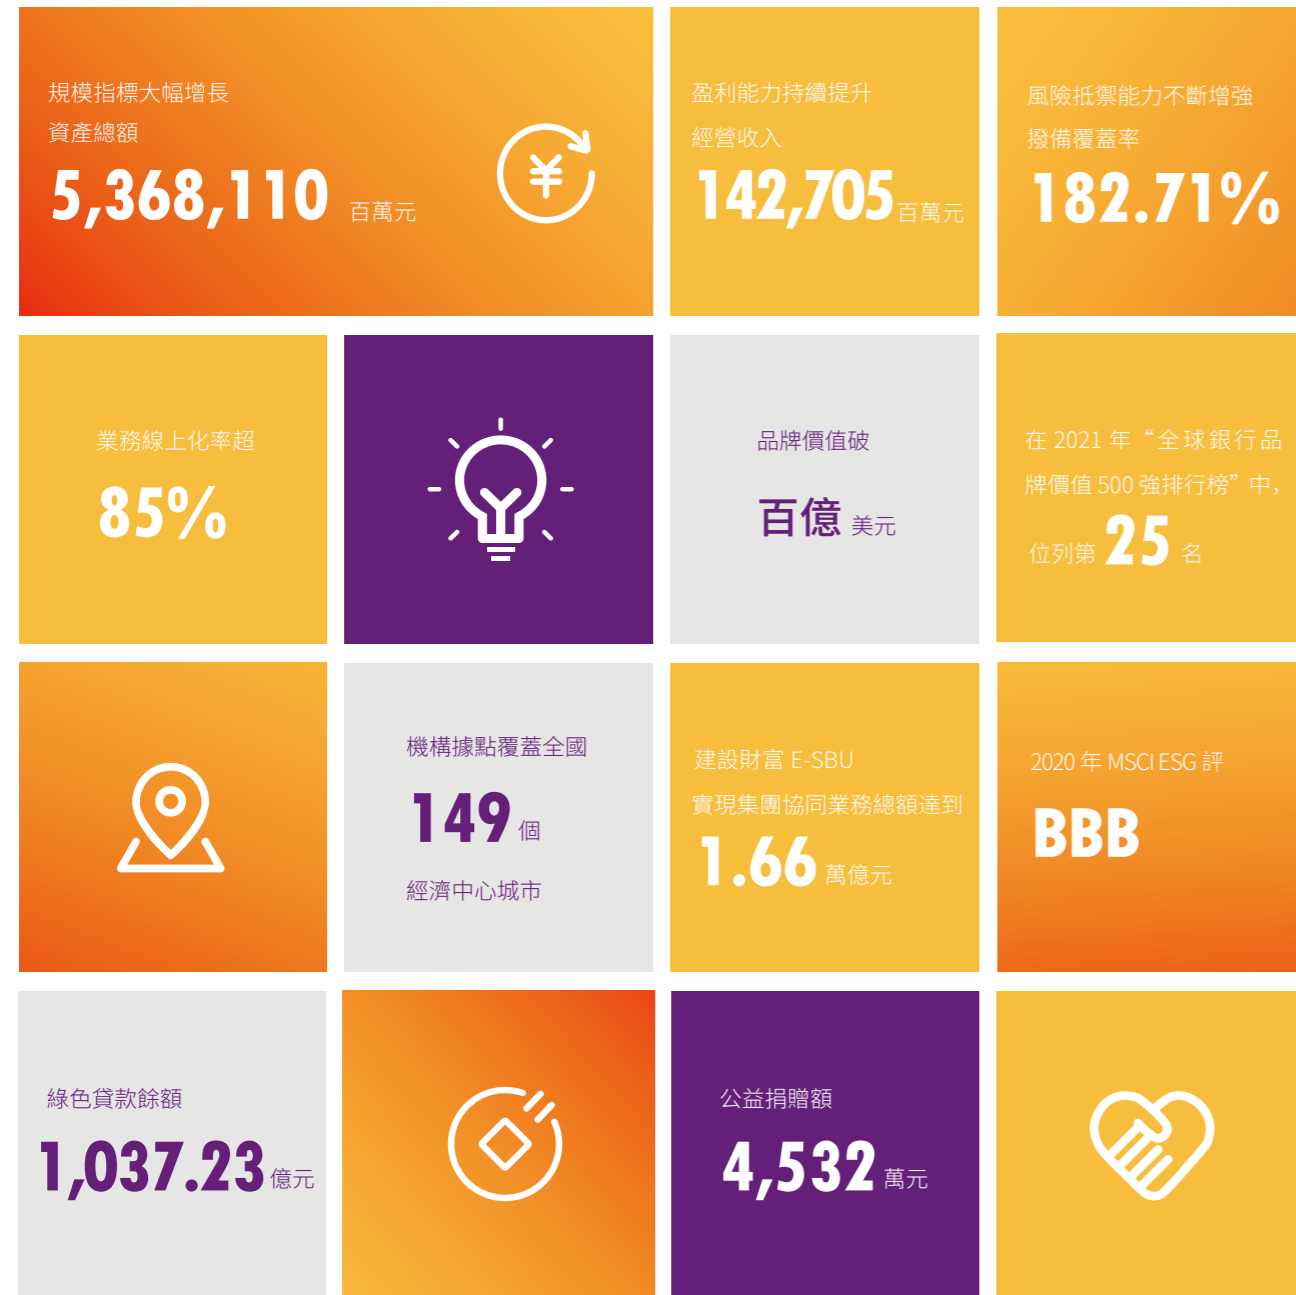 規模指標大幅增長
資產總額
5,368,110 百萬元
盈利能力持續提升
經營收入
142,705 百萬元
風險抵禦能力不斷增強
撥備覆蓋率
182.71%
業務線上化率超
85%
品牌價值破
百億 美元
在 2021 年“全球銀行品
牌價值 500 強排行榜”中,
位列第 25 名
機構據點覆蓋全國
149 個
經濟中心城市
建設財富 E-SBU
實現集團協同業務總額達到
1.66 萬億元
2020 年 MSCI ESG 評
BBB
綠色貸款餘額
1,037.23 億元
公益捐贈額
4,532 萬元